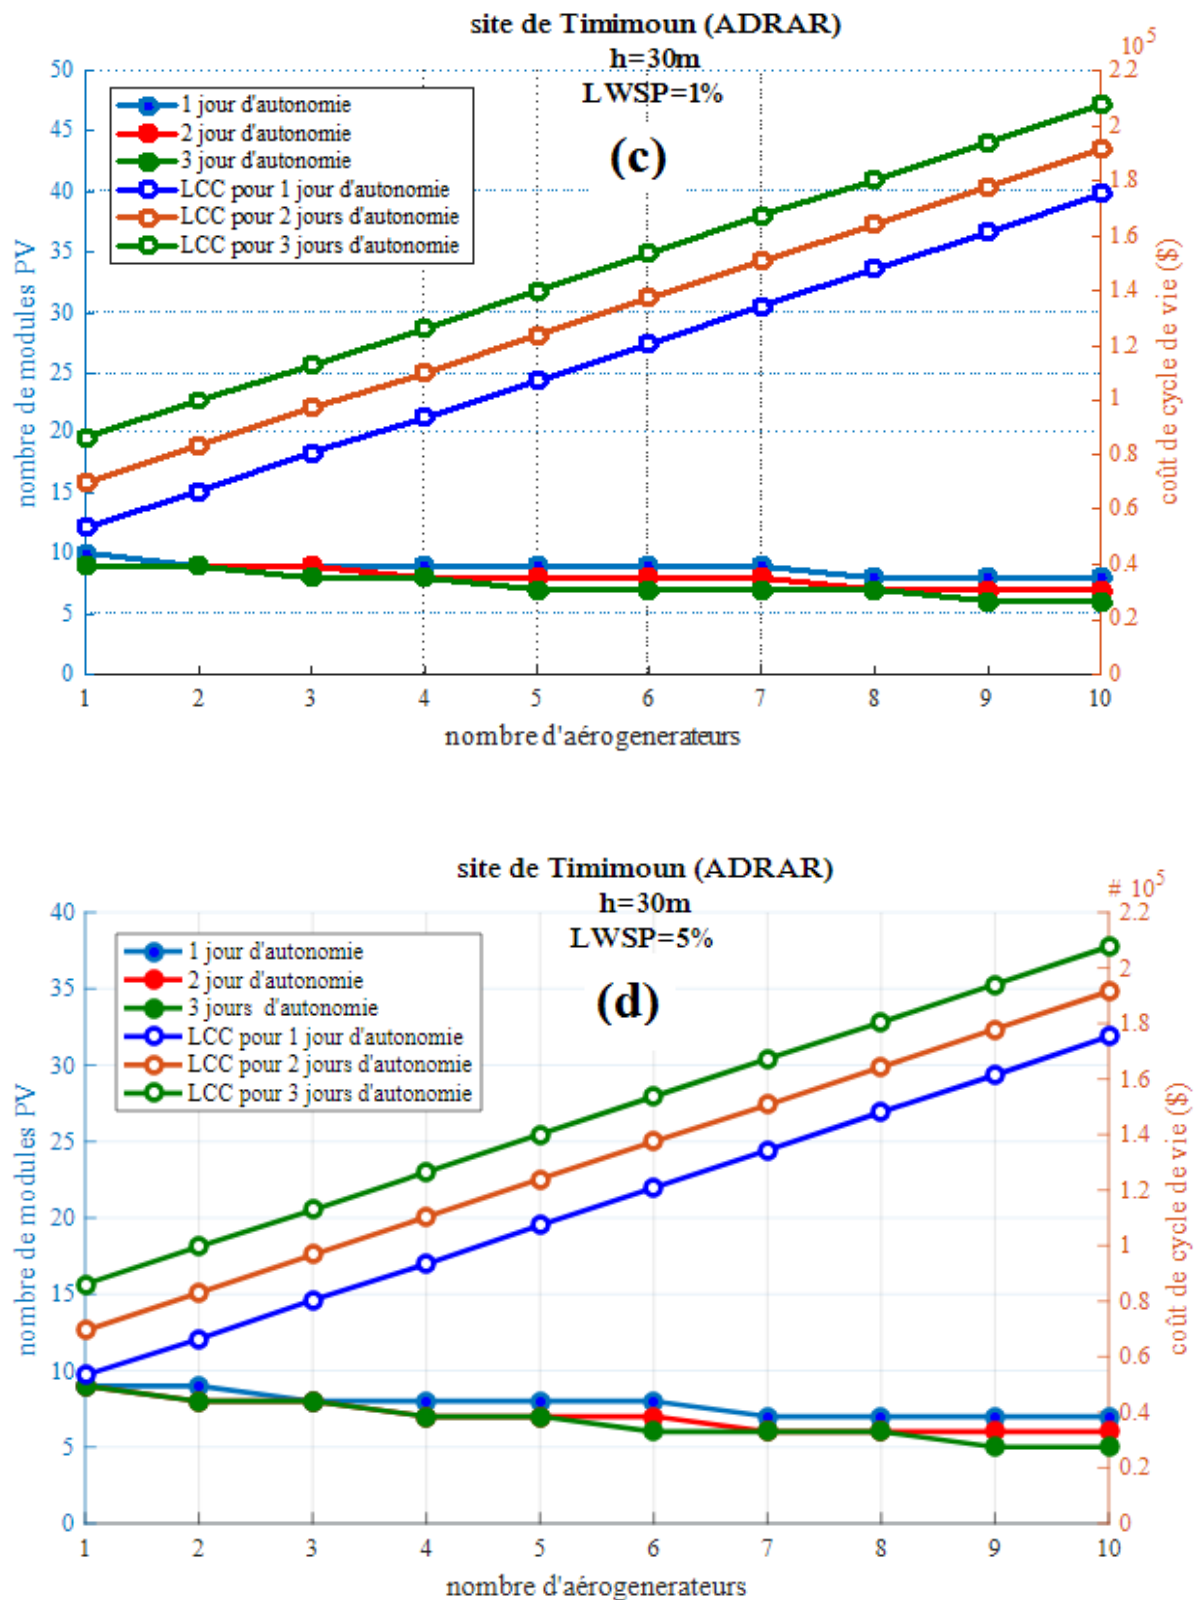 site de Timimoun (ADRAR)
h=30m
LWSP=1%
10⁵
(c)
1 jour d'autonomie
2 jour d'autonomie
3 jour d'autonomie
LCC pour 1 jour d'autonomie
LCC pour 2 jours d'autonomie
LCC pour 3 jours d'autonomie
nombre de modules PV
50
45
40
35
30
25
20
15
10
5
0
coût de cycle de vie ($)
2 2
2
1 8
1 6
1 4
1 2
1
0 8
0 6
0 4
0 2
0
1 2 3 4 5 6 7 8 9 10
nombre d'aérogenerateurs
site de Timimoun (ADRAR)
h=30m
LWSP=5%
# 10⁵
(d)
1 jour d'autonomie
2 jour d'autonomie
3 jours d'autonomie
LCC pour 1 jour d'autonomie
LCC pour 2 jours d'autonomie
LCC pour 3 jours d'autonomie
nombre de modules PV
40
35
30
25
20
15
10
5
0
coût de cycle de vie ($)
2 2
2
1 8
1 6
1 4
1 2
1
0 8
0 6
0 4
0 2
0
1 2 3 4 5 6 7 8 9 10
nombre d'aérogenerateurs